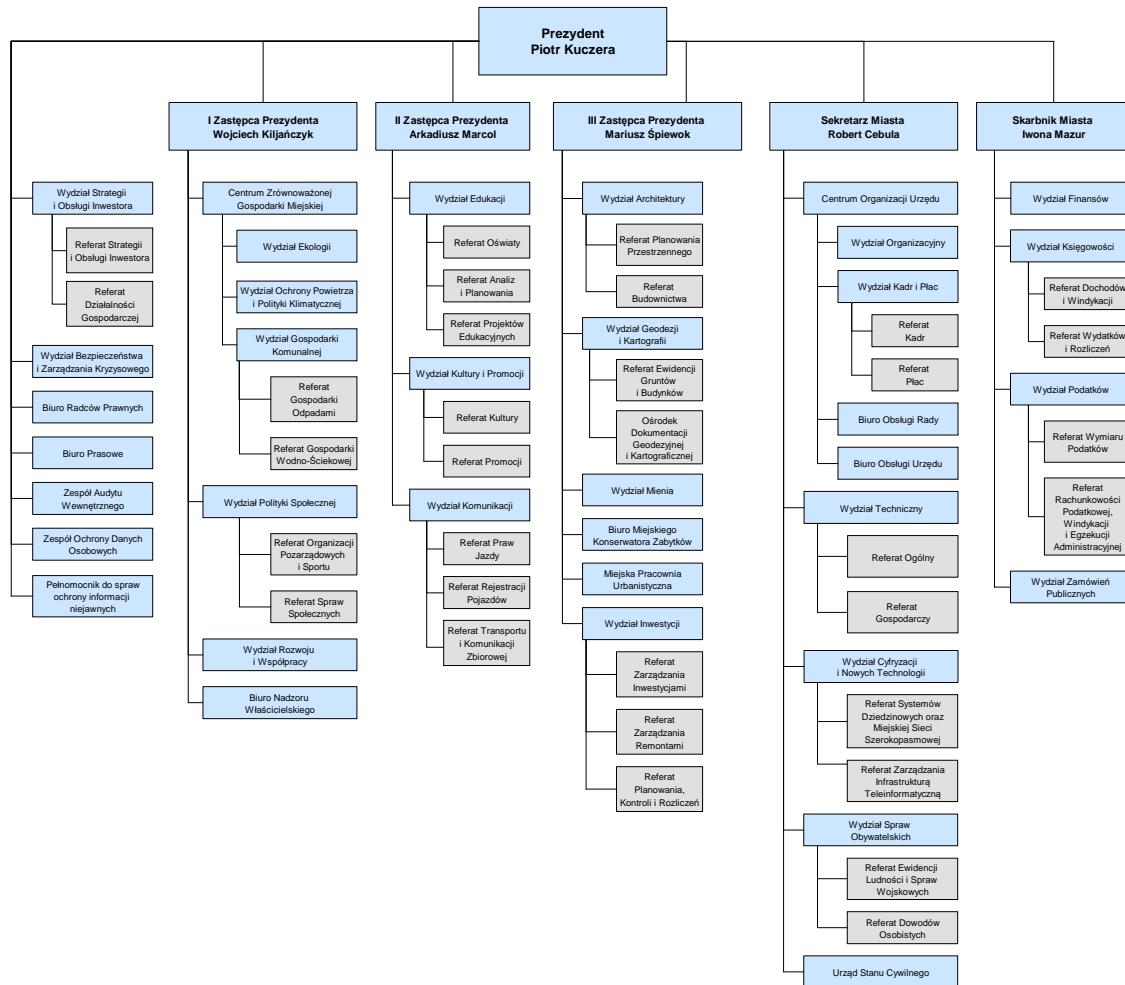 Prezydent
Piotr Kuczera
I Zastępca Prezydenta
Wojciech Kiljańczyk
II Zastępca Prezydenta
Arkadiusz Marcol
III Zastępca Prezydenta
Mariusz Śpiewok
Sekretarz Miasta
Robert Cebula
Skarbnik Miasta
Iwona Mazur
Wydział Strategii
i Obsługi Inwestora
Referat Strategii
i Obsługi Inwestora
Referat
Działalności
Gospodarczej
Wydział Bezpieczeństwa
i Zarządzania Kryzysowego
Biuro Radców Prawnych
Biuro Prasowe
Zespół Audytu
Wewnętrznego
Zespół Ochrony Danych
Osobowych
Pełnomocnik do spraw
ochrony informacji
niejawnych
Centrum Zrównoważonej
Gospodarki Miejskiej
Wydział Ekologii
Wydział Ochrony Powietrza
i Polityki Klimatycznej
Wydział Gospodarki
Komunalnej
Referat
Gospodarki
Odpadami
Referat Gospodarki
Wodno-Ściekowej
Wydział Polityki Społecznej
Referat Organizacji
Pozarządowych
i Sportu
Referat Spraw
Społecznych
Wydział Rozwoju
i Współpracy
Biuro Nadzoru
Właścicielskiego
Wydział Edukacji
Referat Oświaty
Referat Analiz
i Planowania
Referat Projektów
Edukacyjnych
Wydział Kultury i Promocji
Referat Kultury
Referat Promocji
Wydział Komunikacji
Referat Praw
Jazdy
Referat Rejestracji
Pojazdów
Referat Transportu
i Komunikacji
Zbiorowej
Wydział Architektury
Referat Planowania
Przestrzennego
Referat
Budownictwa
Wydział Geodezji
i Kartografii
Referat Ewidencji
Gruntów
i Budynków
Ośrodek
Dokumentacji
Geodezyjnej
i Kartograficznej
Wydział Mienia
Biuro Miejskiego
Konserwatora Zabytków
Miejska Pracownia
Urbanistyczna
Wydział Inwestycji
Referat
Zarządzania
Inwestycjami
Referat
Zarządzania
Remontami
Referat
Planowania,
Kontroli i Rozliczeń
Centrum Organizacji Urzędu
Wydział Organizacyjny
Wydział Kadr i Płac
Referat
Kadr
Referat
Płac
Biuro Obsługi Rady
Biuro Obsługi Urzędu
Wydział Techniczny
Referat Ogólny
Referat
Gospodarczy
Wydział Cyfryzacji
i Nowych Technologii
Referat Systemów
Dziedzinowych oraz
Miejskiej Sieci
Szerokopasmowej
Referat Zarządzania
Infrastrukturą
Teleinformatyczną
Wydział Spraw
Obywatelskich
Referat Ewidencji
Ludności i Spraw
Wojskowych
Referat Dowodów
Osobistych
Urząd Stanu Cywilnego
Wydział Finansów
Wydział Księgowości
Referat Dochodów
i Windykacji
Referat Wydatków
i Rozliczeń
Wydział Podatków
Referat Wymiaru
Podatków
Referat
Rachunkowości
Podatkowej,
Windykacji
i Egzekucji
Administracyjnej
Wydział Zamówień
Publicznych